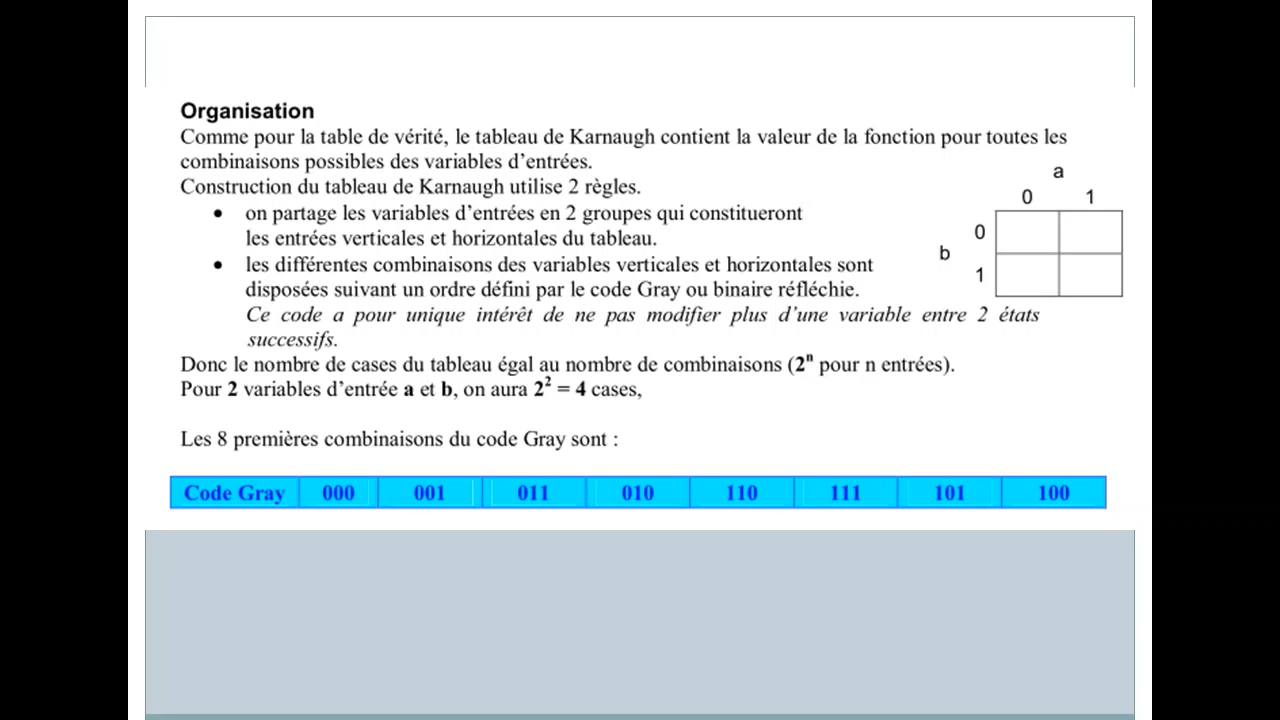 Organisation
Comme pour la table de vérité, le tableau de Karnaugh contient la valeur de la fonction pour toutes les
combinaisons possibles des variables d’entrées.
Construction du tableau de Karnaugh utilise 2 règles.
• on partage les variables d’entrées en 2 groupes qui constitueront
les entrées verticales et horizontales du tableau.
• les différentes combinaisons des variables verticales et horizontales sont
disposées suivant un ordre défini par le code Gray ou binaire réfléchie.
Ce code a pour unique intérêt de ne pas modifier plus d’une variable entre 2 états
successifs.
a
0 1
0
b
1
Donc le nombre de cases du tableau égal au nombre de combinaisons (2ⁿ pour n entrées).
Pour 2 variables d’entrée a et b, on aura 2² = 4 cases,
Les 8 premières combinaisons du code Gray sont :
Code Gray 000 001 011 010 110 111 101 100